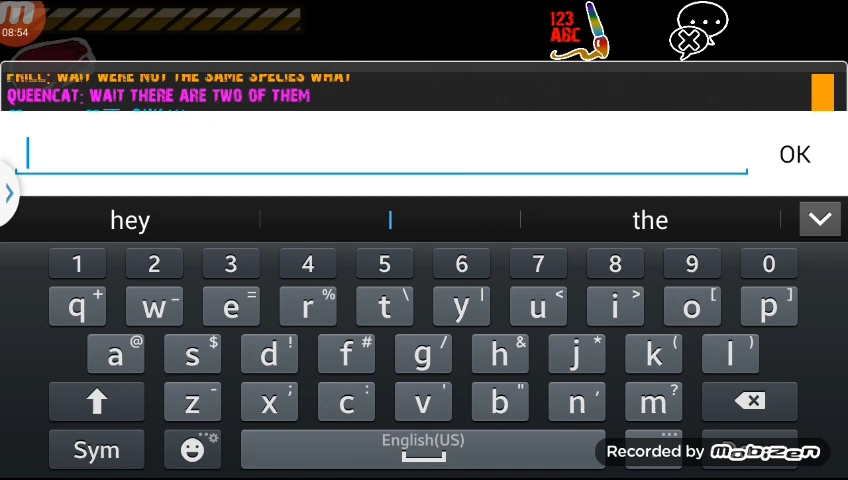 08:54
123
ABC
FRILL: WAIT WERE NOT THE SAME SPECIES WHAT
QUEENCAT: WAIT THERE ARE TWO OF THEM
OK
hey I the
1 2 3 4 5 6 7 8 9 0
q + w _ e = r % t \ y | u < i > o [ p ]
a @ s $ d ! f # g / h & j * k ( l )
z - x ; c : v ' b " n , m ?
Sym English(US)
Recorded by MOBIZEN